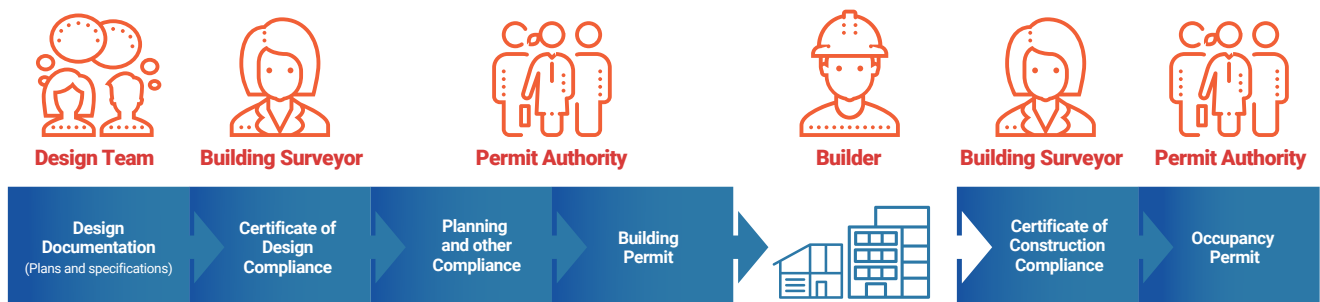 Design Team
Building Surveyor
Permit Authority
Builder
Building Surveyor
Permit Authority
Design
Documentation
(Plans and specifications)
Certificate of
Design
Compliance
Planning
and other
Compliance
Building
Permit
Certificate of
Construction
Compliance
Occupancy
Permit